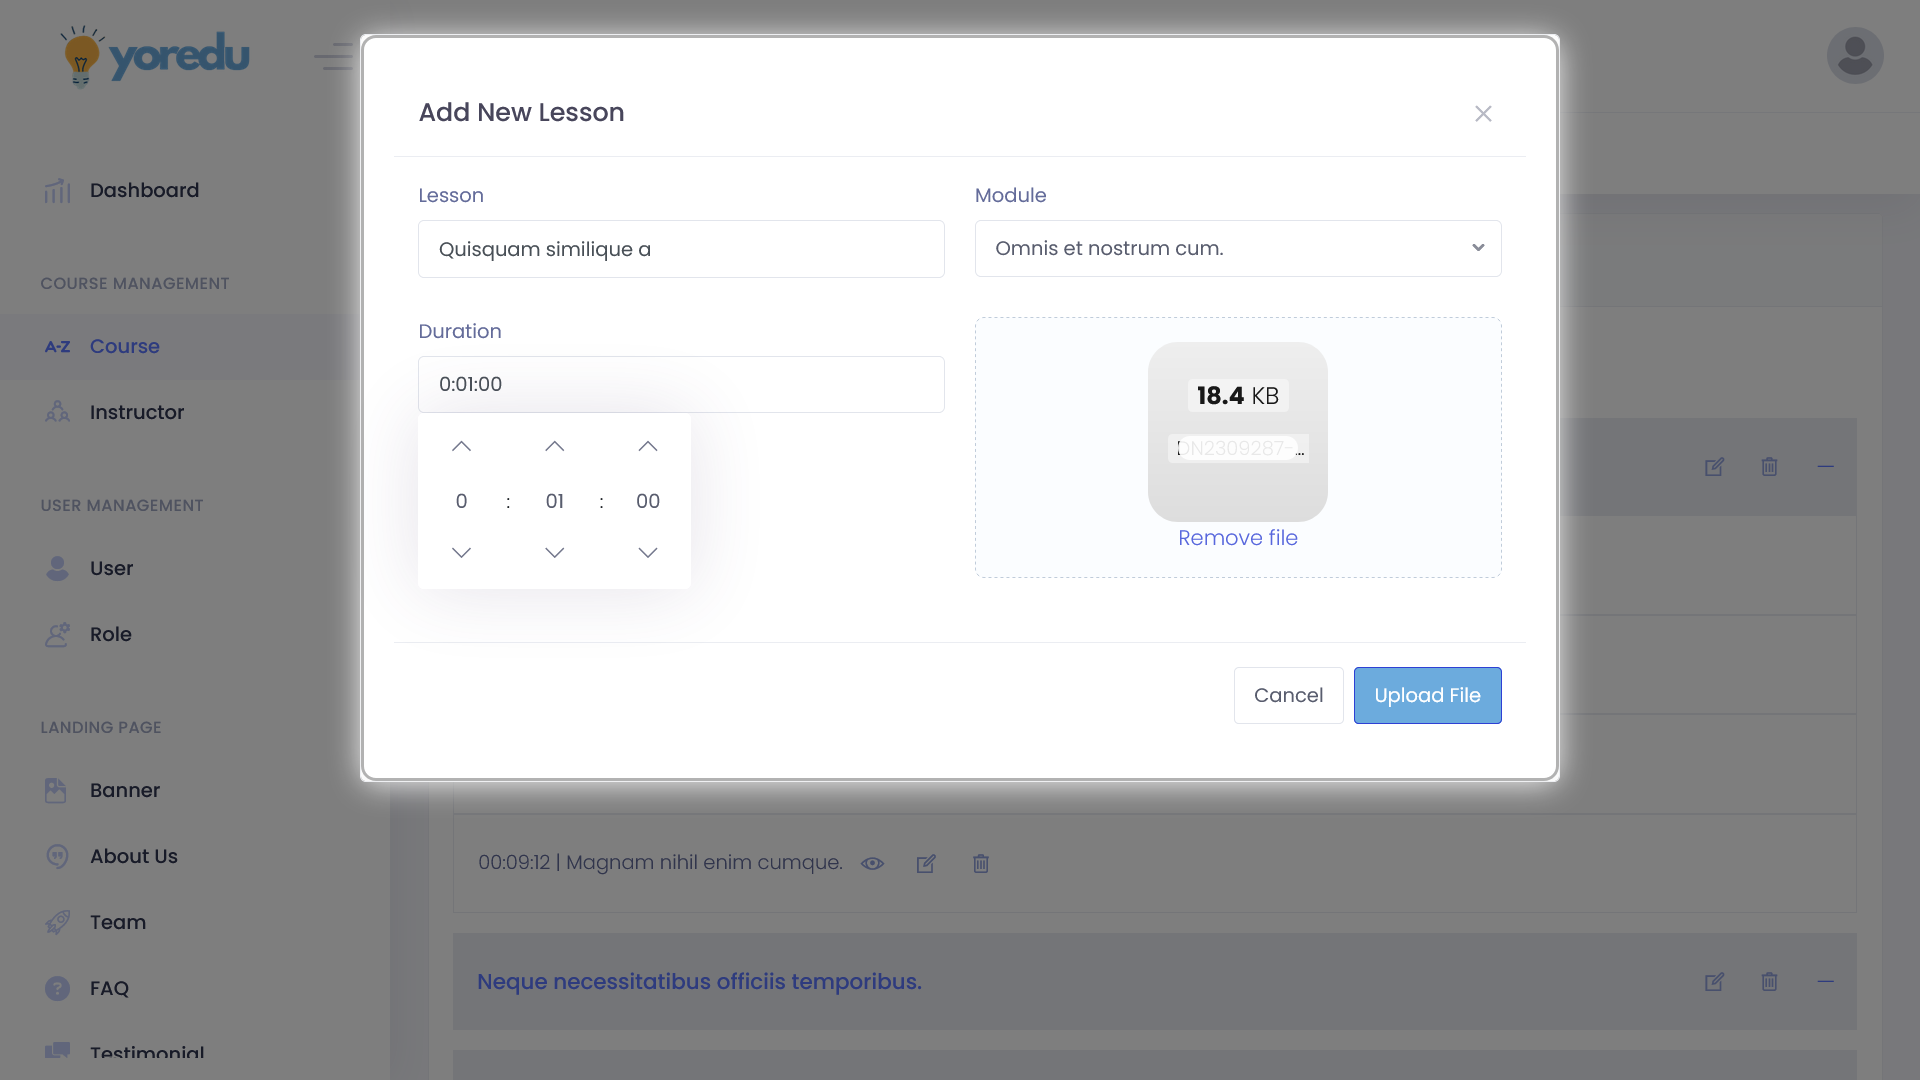 yoredu
Dashboard
COURSE MANAGEMENT
A-Z Course
Instructor
USER MANAGEMENT
User
Role
LANDING PAGE
Banner
About Us
Team
FAQ
Testimonial
Add New Lesson
Lesson
Quisquam similique a
Module
Omnis et nostrum cum.
Duration
0:01:00
0 : 01 : 00
18.4 KB
DN2309287-...
Remove file
Cancel
Upload File
00:09:12 | Magnam nihil enim cumque.
Neque necessitatibus officiis temporibus.